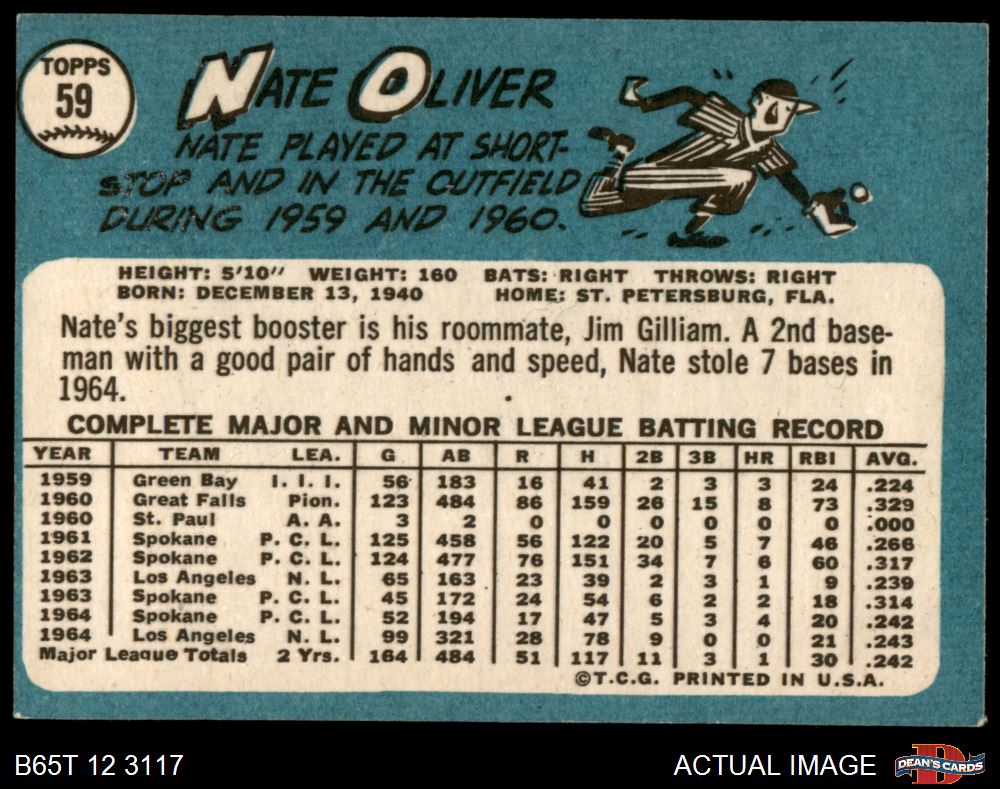 TOPPS
59
NATE OLIVER
NATE PLAYED AT SHORT-
STOP AND IN THE OUTFIELD
DURING 1959 AND 1960.
HEIGHT: 5'10" WEIGHT: 160 BATS: RIGHT THROWS: RIGHT
BORN: DECEMBER 13, 1940 HOME: ST. PETERSBURG, FLA.
Nate's biggest booster is his roommate, Jim Gilliam. A 2nd base-
man with a good pair of hands and speed, Nate stole 7 bases in
1964.
COMPLETE MAJOR AND MINOR LEAGUE BATTING RECORD
YEAR TEAM LEA. G AB R H 2B 3B HR RBI AVG.
1959 Green Bay I. I. I. 56 183 16 41 2 3 3 24 .224
1960 Great Falls Pion. 123 484 86 159 26 15 8 73 .329
1960 St. Paul A. A. 3 2 0 0 0 0 0 0 .000
1961 Spokane P. C. L. 125 458 56 122 20 5 7 46 .266
1962 Spokane P. C. L. 124 477 76 151 34 7 6 60 .317
1963 Los Angeles N. L. 65 163 23 39 2 3 1 9 .239
1963 Spokane P. C. L. 45 172 24 54 6 2 2 18 .314
1964 Spokane P. C. L. 52 194 17 47 5 3 4 20 .242
1964 Los Angeles N. L. 99 321 28 78 9 0 0 21 .243
Major League Totals 2 Yrs. 164 484 51 117 11 3 1 30 .242
©T.C.G. PRINTED IN U.S.A.
B65T 12 3117
ACTUAL IMAGE
DEAN'S CARDS